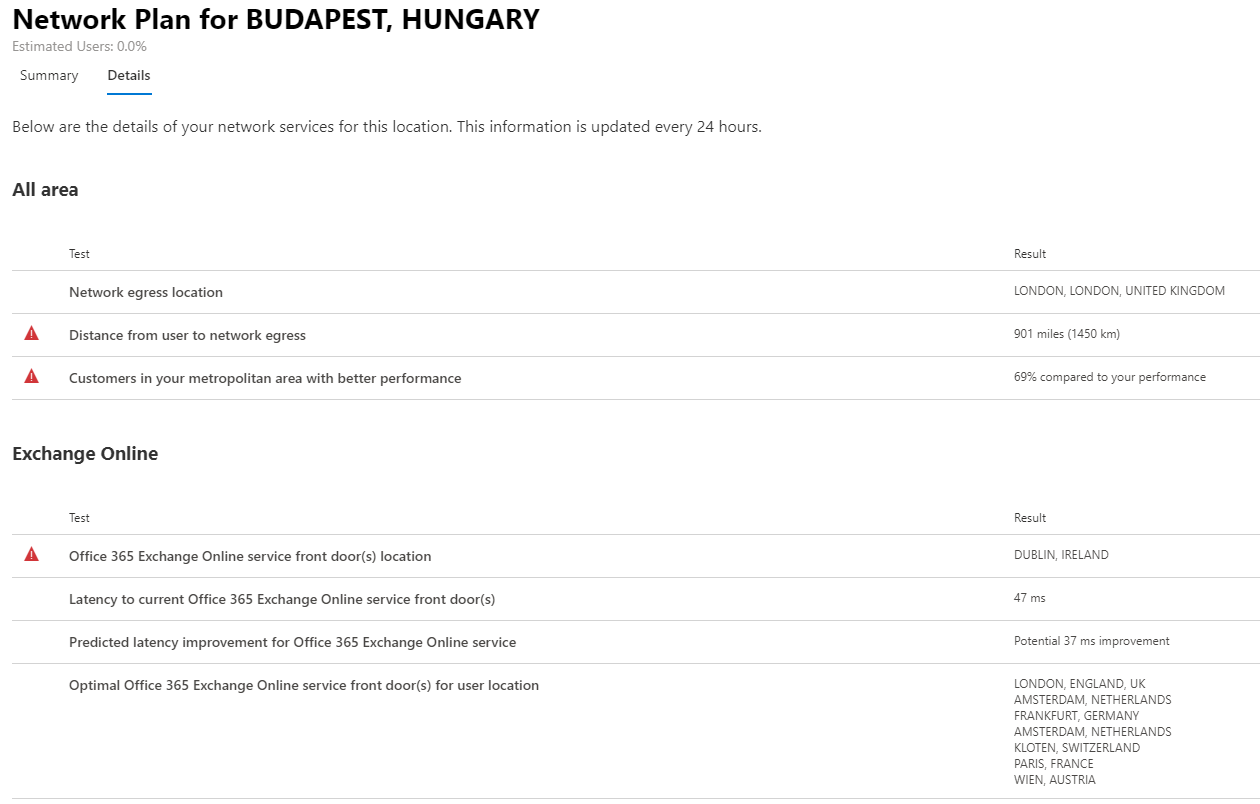 Network Plan for BUDAPEST, HUNGARY
Estimated Users: 0.0%
Summary Details
Below are the details of your network services for this location. This information is updated every 24 hours.
All area
Test Result
Network egress location LONDON, LONDON, UNITED KINGDOM
Distance from user to network egress 901 miles (1450 km)
Customers in your metropolitan area with better performance 69% compared to your performance
Exchange Online
Test Result
Office 365 Exchange Online service front door(s) location DUBLIN, IRELAND
Latency to current Office 365 Exchange Online service front door(s) 47 ms
Predicted latency improvement for Office 365 Exchange Online service Potential 37 ms improvement
Optimal Office 365 Exchange Online service front door(s) for user location LONDON, ENGLAND, UK
AMSTERDAM, NETHERLANDS
FRANKFURT, GERMANY
AMSTERDAM, NETHERLANDS
KLOTEN, SWITZERLAND
PARIS, FRANCE
WIEN, AUSTRIA